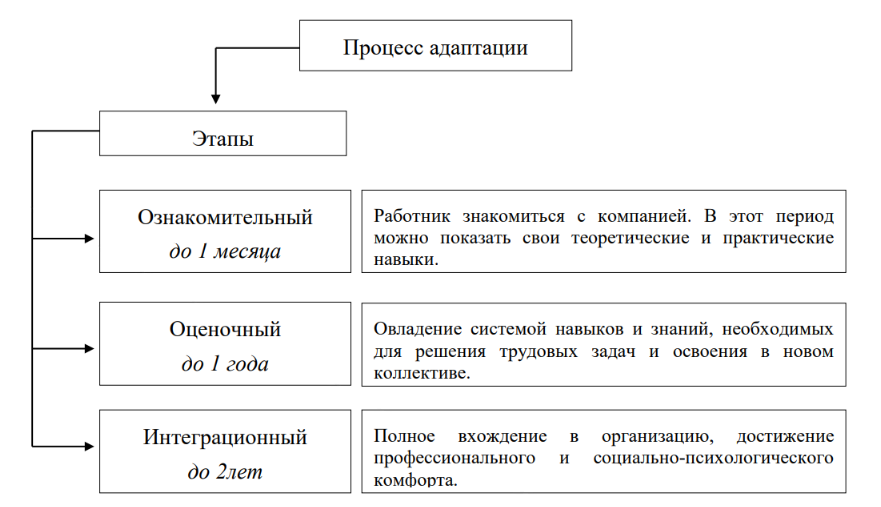 Процесс адаптации
Этапы
Ознакомительный
до 1 месяца
Работник знакомиться с компанией. В этот период
можно показать свои теоретические и практические
навыки.
Оценочный
до 1 года
Овладение системой навыков и знаний, необходимых
для решения трудовых задач и освоения в новом
коллективе.
Интеграционный
до 2лет
Полное вхождение в организацию, достижение
профессионального и социально-психологического
комфорта.